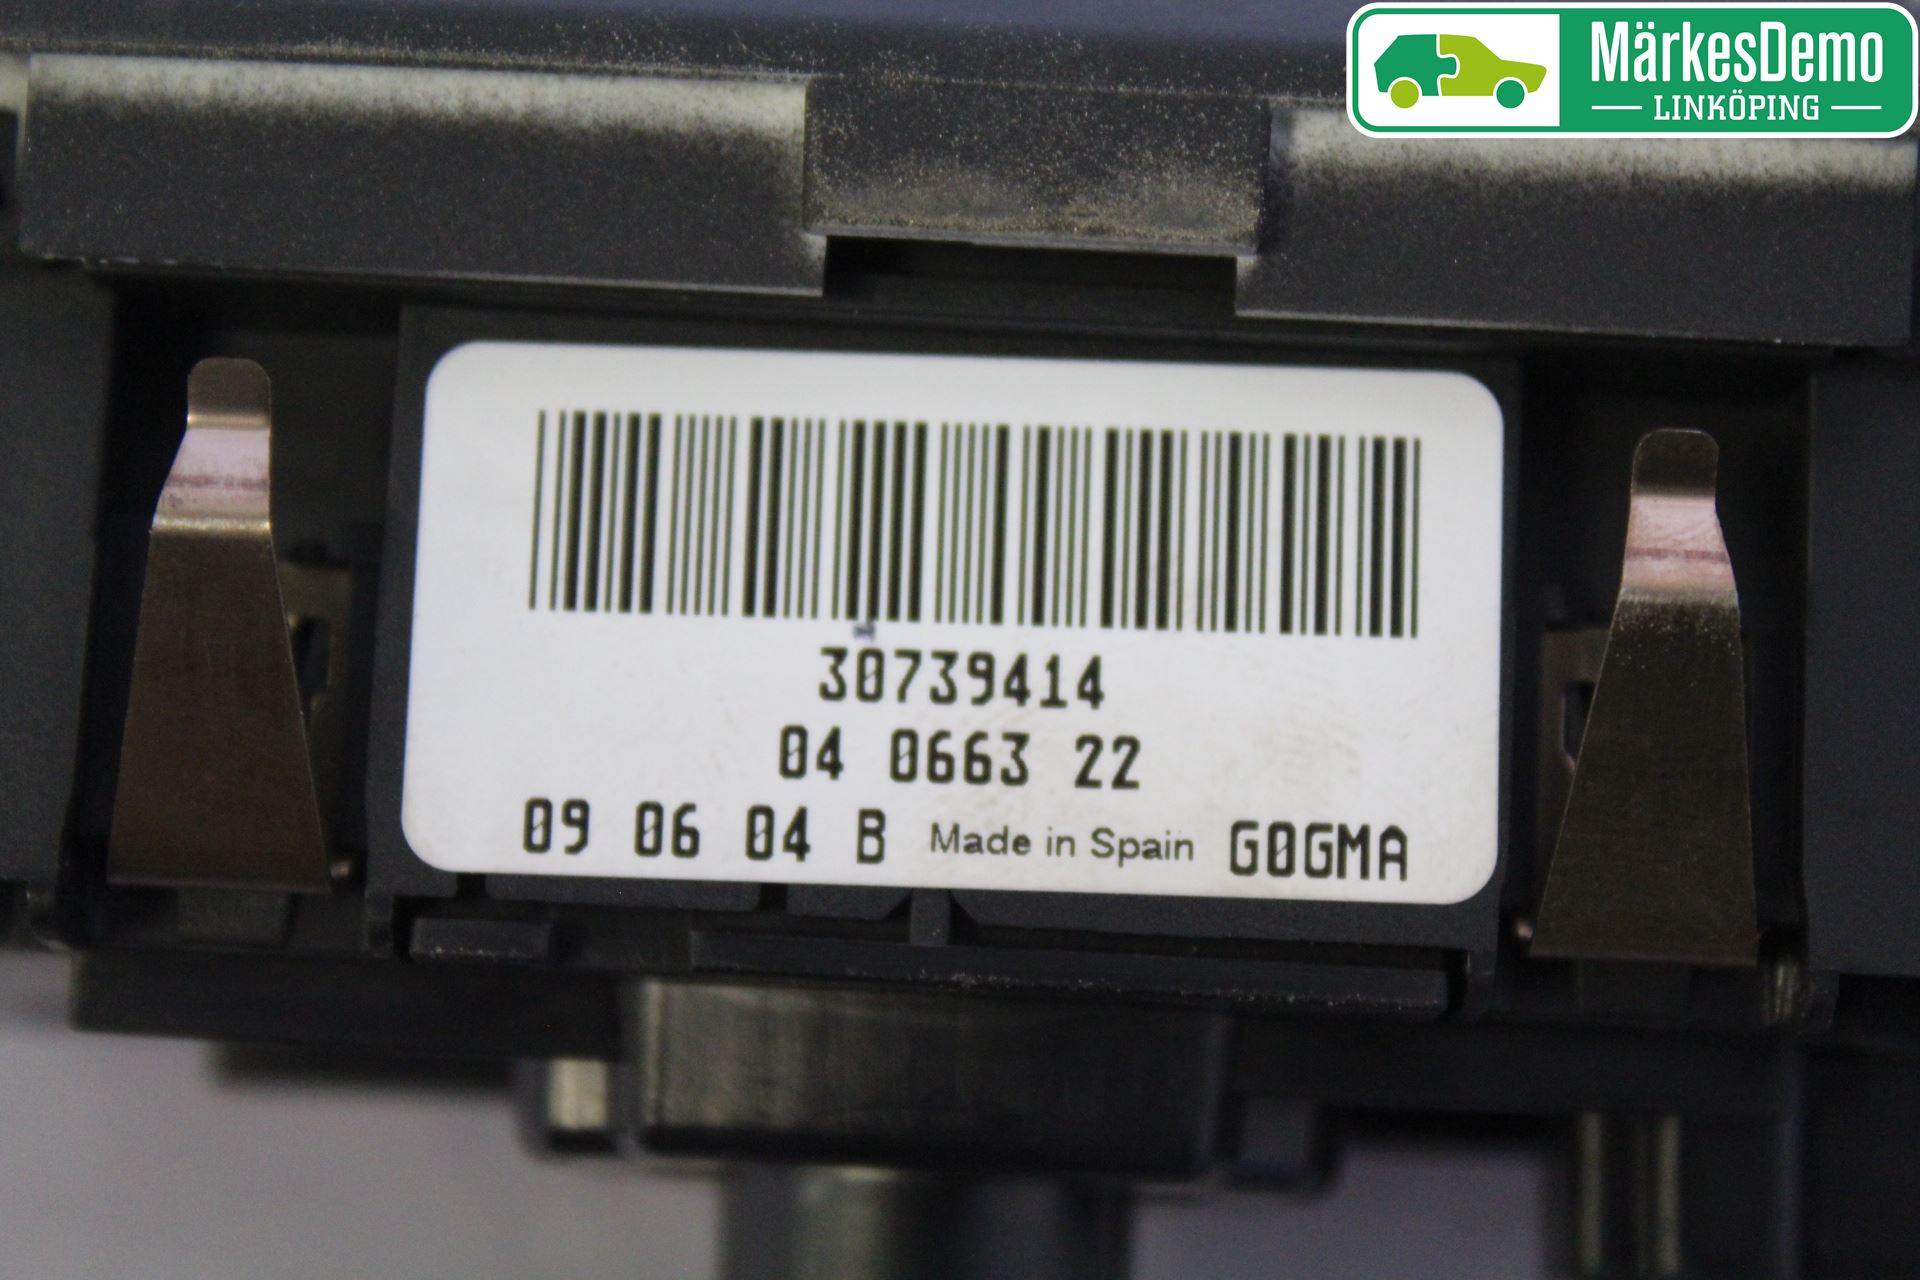 MärkesDemo
LINKÖPING
30739414
04 0663 22
09 06 04 B Made in Spain G0GMA